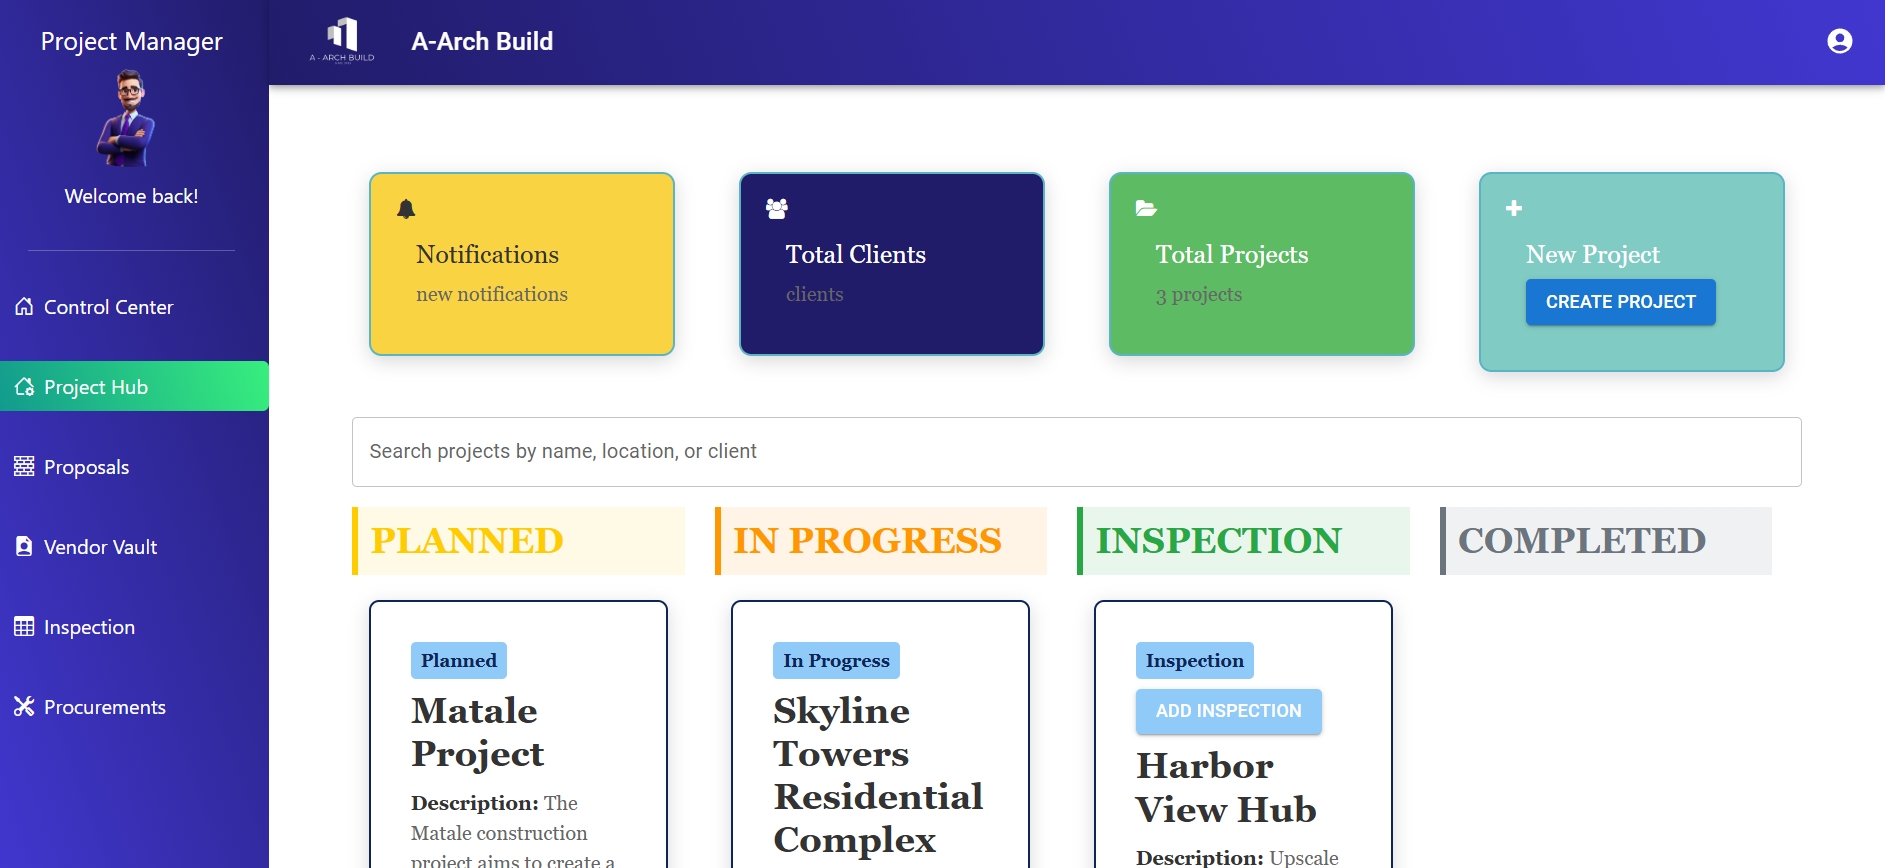 Project Manager
Welcome back!
Control Center
Project Hub
Proposals
Vendor Vault
Inspection
Procurements
A - ARCH BUILD
A-Arch Build
Notifications
new notifications
Total Clients
clients
Total Projects
3 projects
New Project
CREATE PROJECT
Search projects by name, location, or client
PLANNED
IN PROGRESS
INSPECTION
COMPLETED
Planned
Matale
Project
Description: The
Matale construction
project aims to create a
In Progress
Skyline
Towers
Residential
Complex
Inspection
ADD INSPECTION
Harbor
View Hub
Description: Upscale